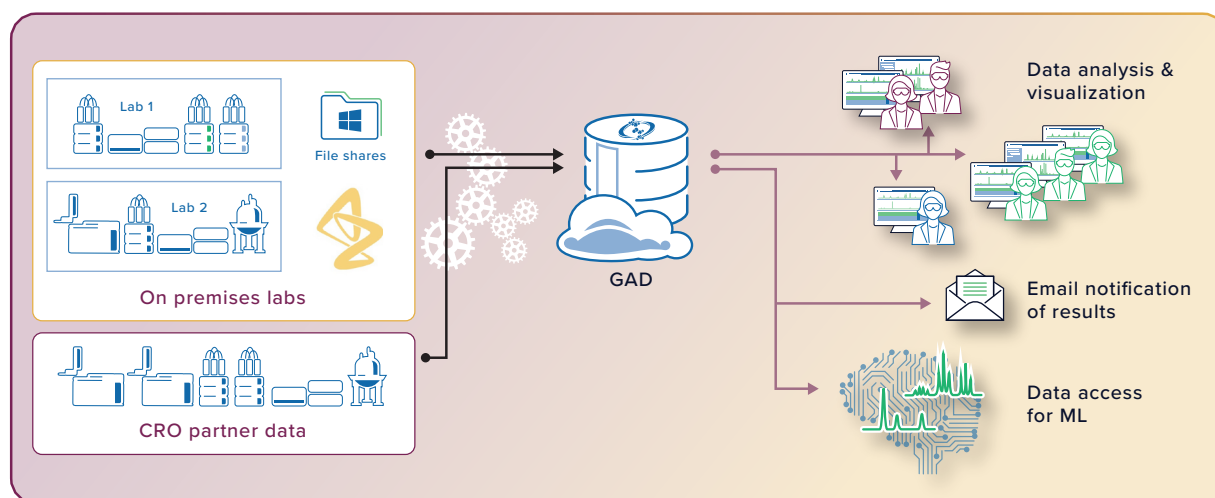 Lab 1
File shares
Lab 2
On premises labs
CRO partner data
GAD
Data analysis &
visualization
Email notification
of results
Data access
for ML